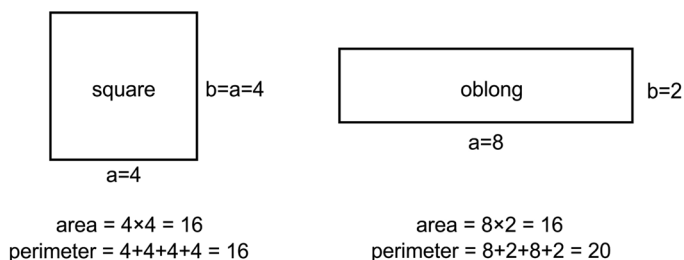 square
b=a=4
a=4
area = 4×4 = 16
perimeter = 4+4+4+4 = 16
oblong
b=2
a=8
area = 8×2 = 16
perimeter = 8+2+8+2 = 20